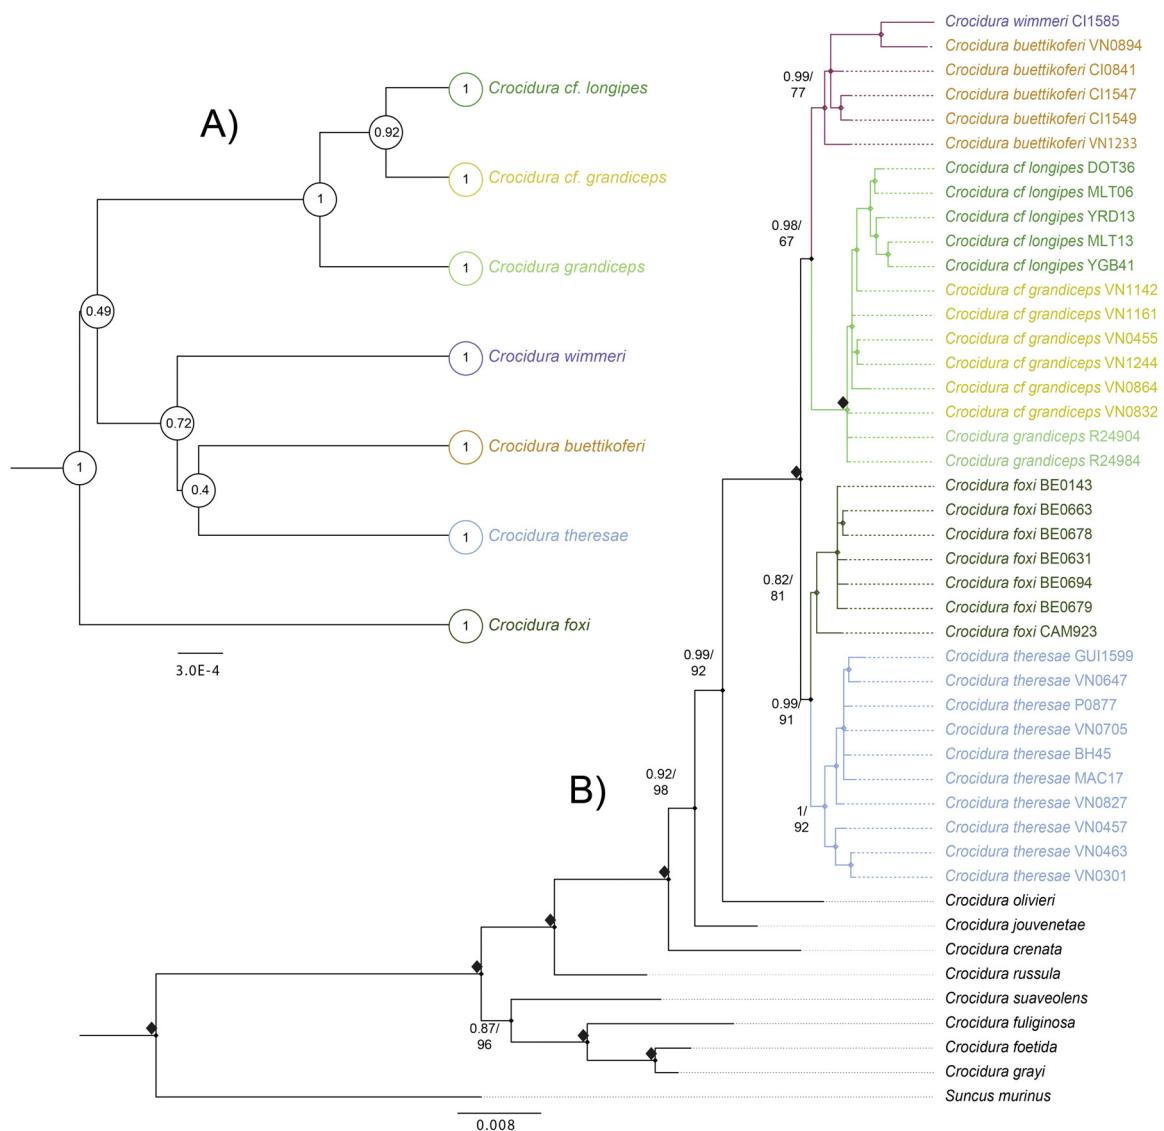 A)
1 Crocidura cf. longipes
0.92
1 Crocidura cf. grandiceps
1
1 Crocidura grandiceps
0.49
1 Crocidura wimmeri
0.72
1 Crocidura buettikoferi
1
0.4
1 Crocidura theresae
1 Crocidura foxi
3.0E-4
B)
Crocidura wimmeri CI1585
Crocidura buettikoferi VN0894
Crocidura buettikoferi CI0841
Crocidura buettikoferi CI1547
Crocidura buettikoferi CI1549
Crocidura buettikoferi VN1233
Crocidura cf longipes DOT36
Crocidura cf longipes MLT06
Crocidura cf longipes YRD13
Crocidura cf longipes MLT13
Crocidura cf longipes YGB41
Crocidura cf grandiceps VN1142
Crocidura cf grandiceps VN1161
Crocidura cf grandiceps VN0455
Crocidura cf grandiceps VN1244
Crocidura cf grandiceps VN0864
Crocidura cf grandiceps VN0832
Crocidura grandiceps R24904
Crocidura grandiceps R24984
Crocidura foxi BE0143
Crocidura foxi BE0663
Crocidura foxi BE0678
Crocidura foxi BE0631
Crocidura foxi BE0694
Crocidura foxi BE0679
Crocidura foxi CAM923
Crocidura theresae GUI1599
Crocidura theresae VN0647
Crocidura theresae P0877
Crocidura theresae VN0705
Crocidura theresae BH45
Crocidura theresae MAC17
Crocidura theresae VN0827
Crocidura theresae VN0457
Crocidura theresae VN0463
Crocidura theresae VN0301
Crocidura olivieri
Crocidura jouvenetae
Crocidura crenata
Crocidura russula
Crocidura suaveolens
Crocidura fuliginosa
Crocidura foetida
Crocidura grayi
Suncus murinus
0.99/
77
0.98/
67
0.82/
81
0.99/
92
0.99/
91
0.92/
98
1/
92
0.87/
96
0.008